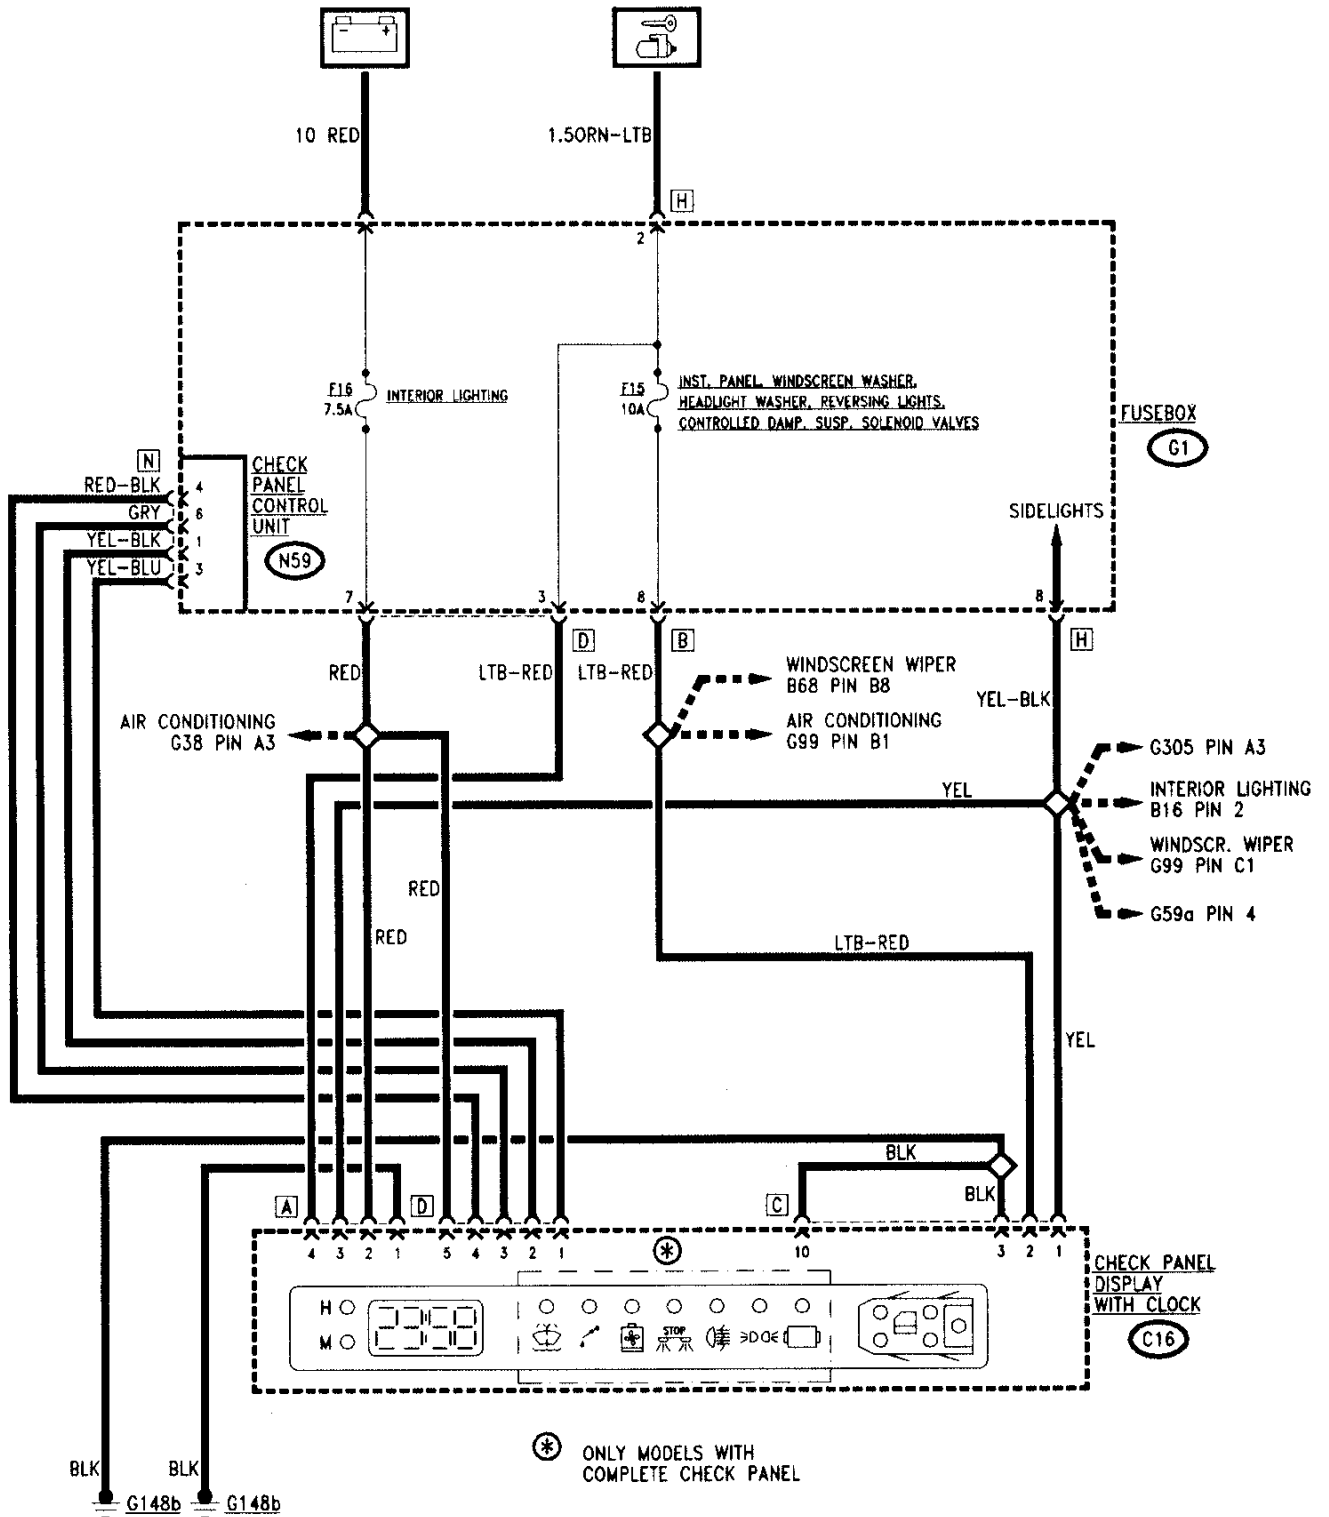 - +
10 RED
1.5ORN-LTB
H
2
F16
7.5A
INTERIOR LIGHTING
F15
10A
INST. PANEL, WINDSCREEN WASHER,
HEADLIGHT WASHER, REVERSING LIGHTS,
CONTROLLED DAMP. SUSP. SOLENOID VALVES
FUSEBOX
G1
N
RED-BLK
4
GRY
6
YEL-BLK
1
YEL-BLU
3
CHECK
PANEL
CONTROL
UNIT
N59
SIDELIGHTS
7
3
8
8
D
B
H
RED
LTB-RED
LTB-RED
YEL-BLK
WINDSCREEN WIPER
B68 PIN B8
AIR CONDITIONING
G38 PIN A3
AIR CONDITIONING
G99 PIN B1
G305 PIN A3
YEL
INTERIOR LIGHTING
B16 PIN 2
WINDSCR. WIPER
G99 PIN C1
G59a PIN 4
RED
RED
LTB-RED
YEL
BLK
BLK
A
D
C
4
3
2
1
5
4
3
2
1
*
10
3
2
1
CHECK PANEL
DISPLAY
WITH CLOCK
C16
H
M
23:58
STOP
* ONLY MODELS WITH
COMPLETE CHECK PANEL
BLK
BLK
G148b
G148b